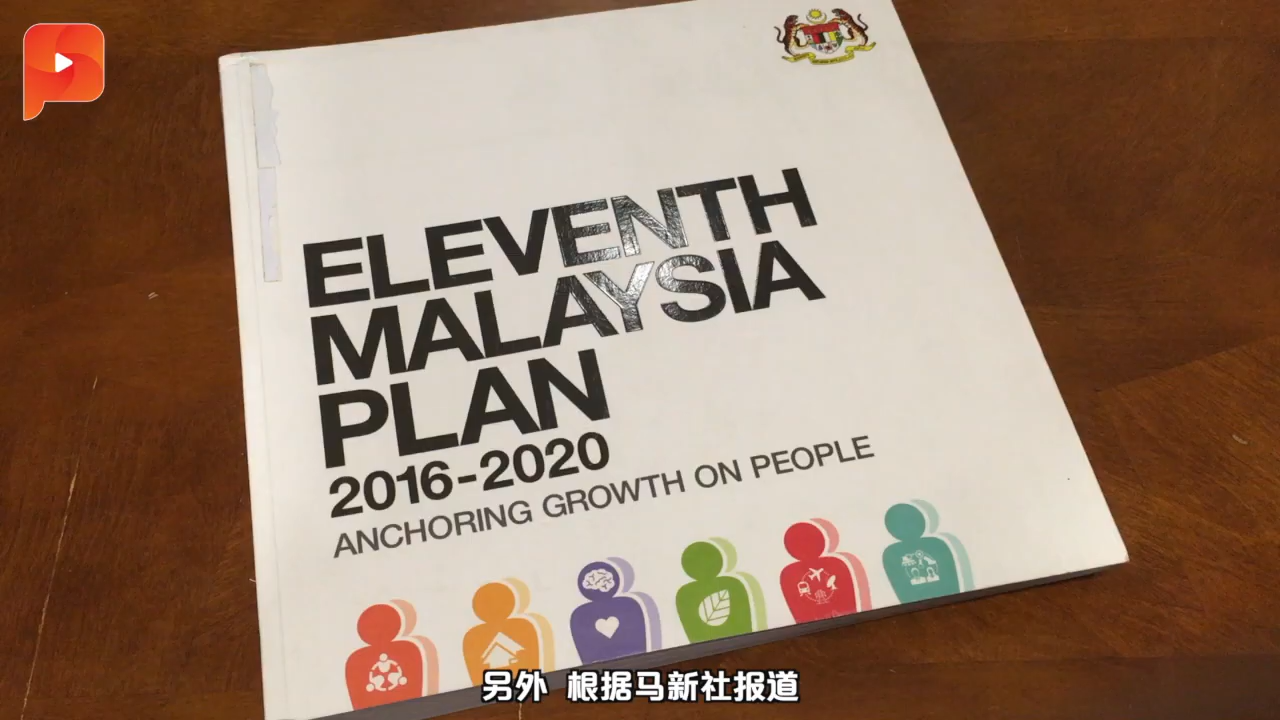 ELEVENTH
MALAYSIA
PLAN
2016-2020
ANCHORING GROWTH ON PEOPLE
另外 根据马新社报道